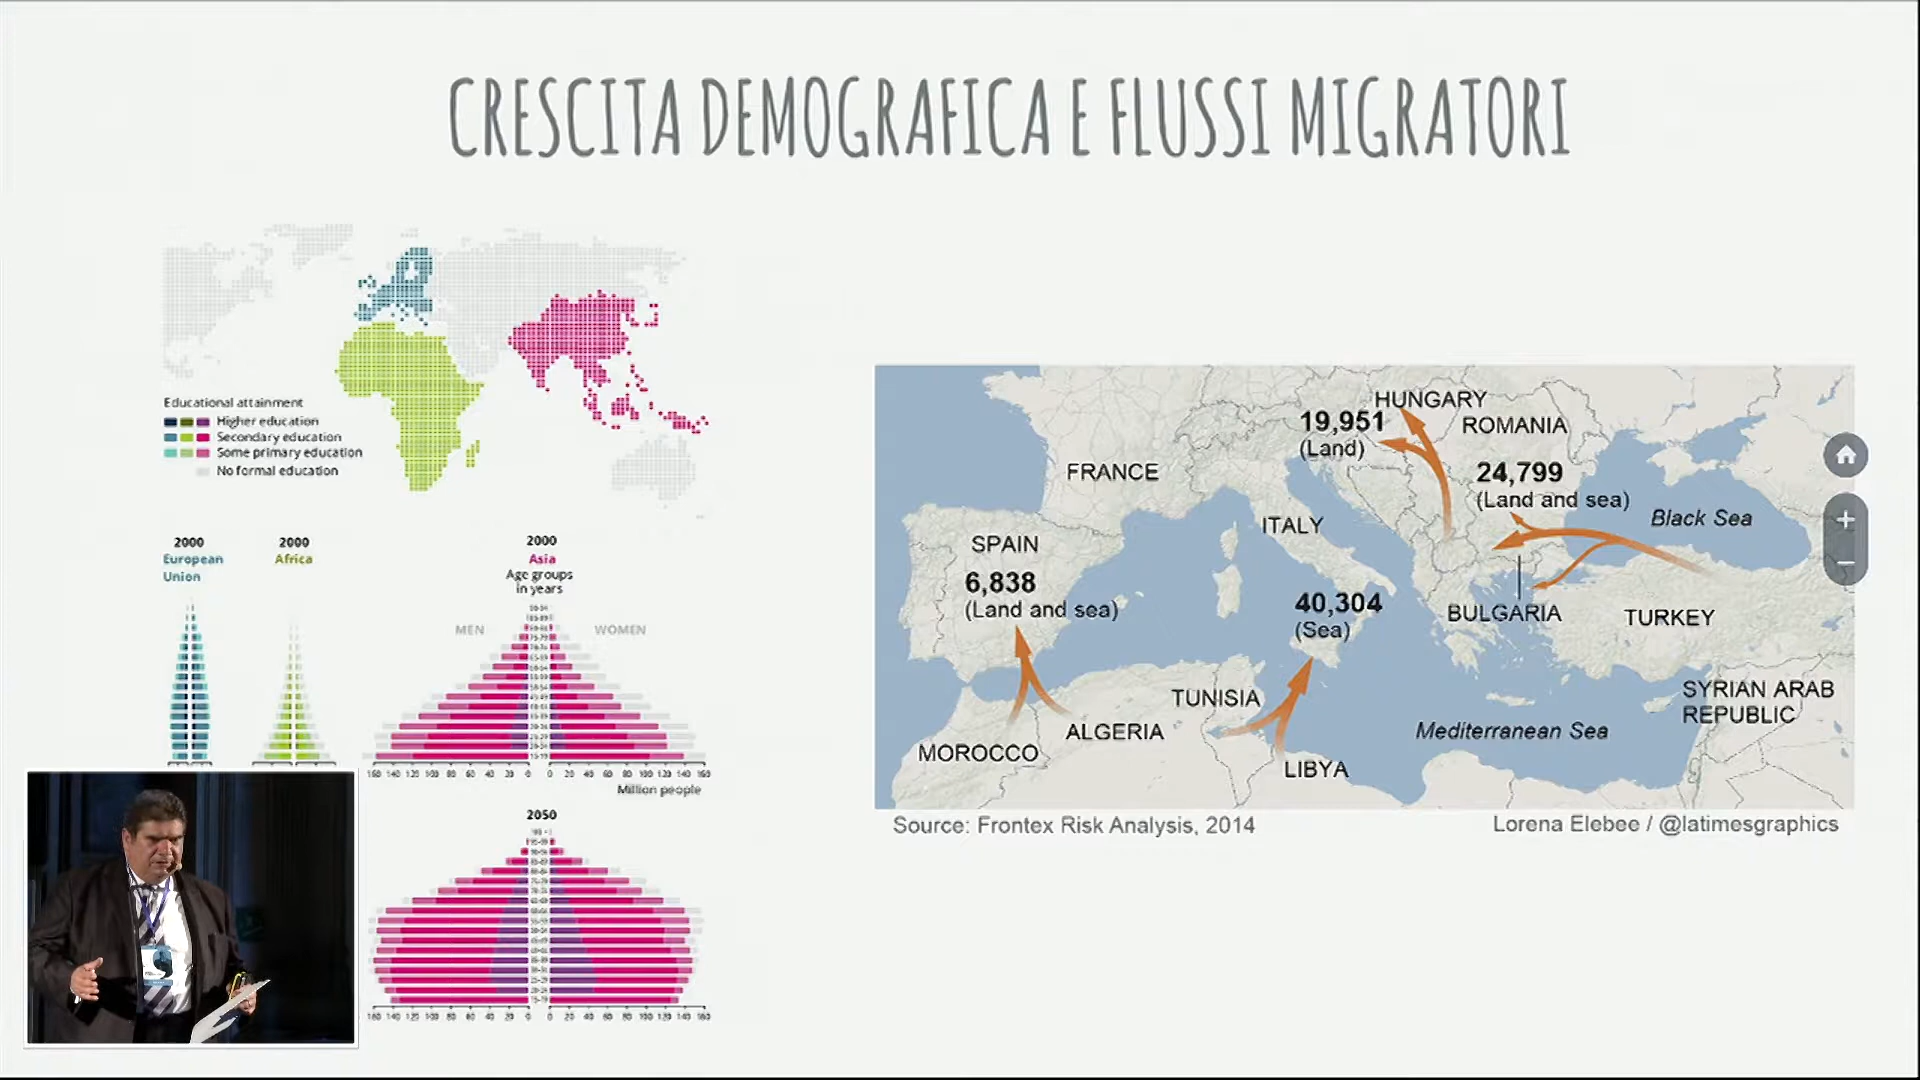 CRESCITA DEMOGRAFICA E FLUSSI MIGRATORI
Educational attainment
Higher education
Secondary education
Some primary education
No formal education
2000
European
Union
2000
Africa
2000
Asia
Age groups
in years
MEN
WOMEN
160 140 120 100 80 60 40 20 0 0 20 40 60 80 100 120 140 160
Million people
2050
160 140 120 100 80 60 40 20 0 0 20 40 60 80 100 120 140 160
HUNGARY
19,951
(Land)
ROMANIA
FRANCE
24,799
(Land and sea)
Black Sea
ITALY
SPAIN
6,838
(Land and sea)
40,304
(Sea)
BULGARIA
TURKEY
TUNISIA
SYRIAN ARAB
REPUBLIC
ALGERIA
Mediterranean Sea
MOROCCO
LIBYA
Source: Frontex Risk Analysis, 2014
Lorena Elebee / @latimesgraphics